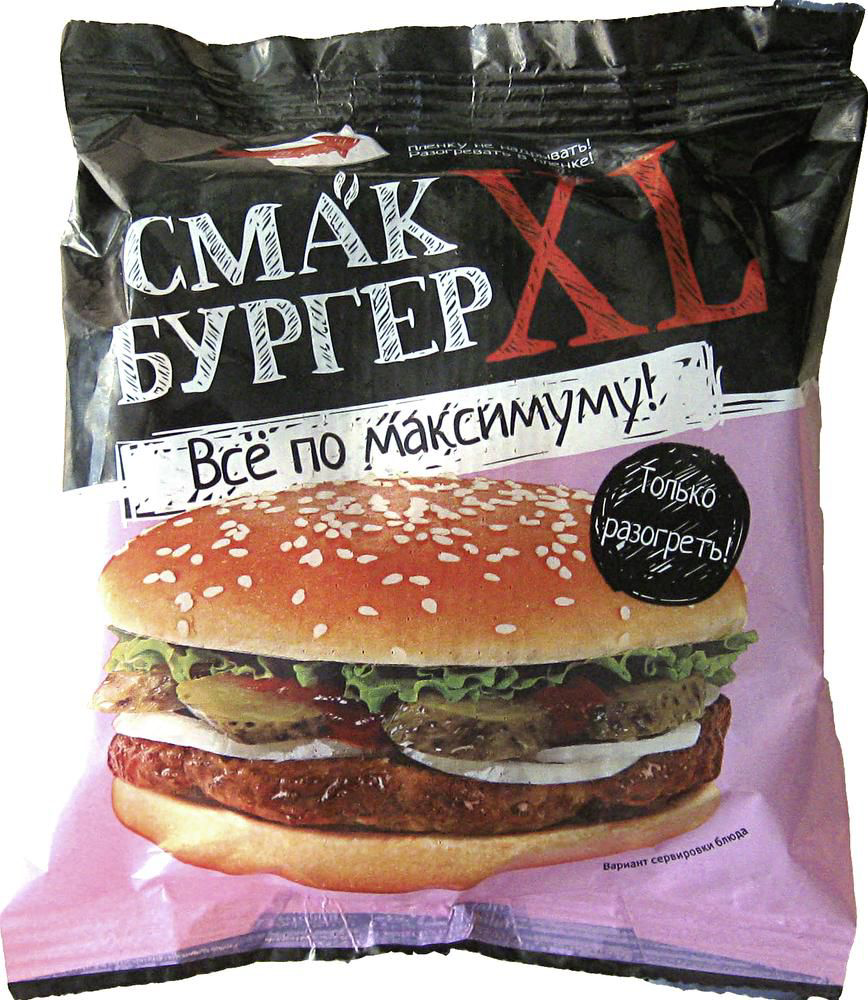 Пленку не надрывать!
Разогревать в пленке!
СМАК XL
БУРГЕР
Всё по максимуму!
Только
разогреть!
Вариант сервировки блюда